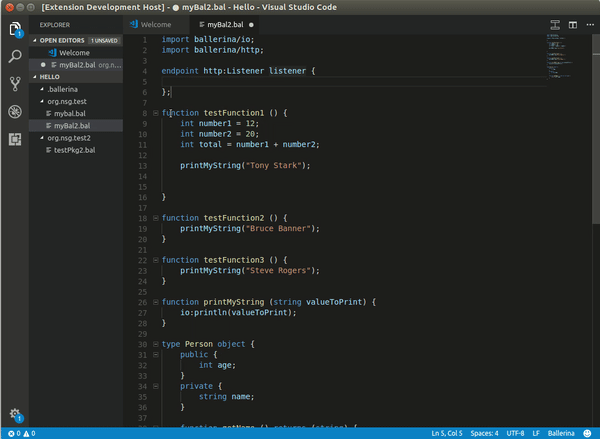 [Extension Development Host] - ● myBal2.bal - Hello - Visual Studio Code
EXPLORER
OPEN EDITORS 1 UNSAVED
Welcome
myBal2.bal org.n...
HELLO
.ballerina
org.nsg.test
mybal.bal
myBal2.bal
org.nsg.test2
testPkg2.bal
Welcome
myBal2.bal
1 import ballerina/io;
2 import ballerina/http;
3
4 endpoint http:Listener listener {
5
6 };
7
8 function testFunction1 () {
9 int number1 = 12;
10 int number2 = 20;
11 int total = number1 + number2;
12
13 printMyString("Tony Stark");
14
15
16 }
17
18 function testFunction2 () {
19 printMyString("Bruce Banner");
20 }
21
22 function testFunction3 () {
23 printMyString("Steve Rogers");
24 }
25
26 function printMyString (string valueToPrint) {
27 io:println(valueToPrint);
28 }
29
30 type Person object {
31 public {
32 int age;
33 }
34 private {
35 string name;
36 }
37
1
1
0 0
Ln 5, Col 5
Spaces: 4
UTF-8
LF
Ballerina